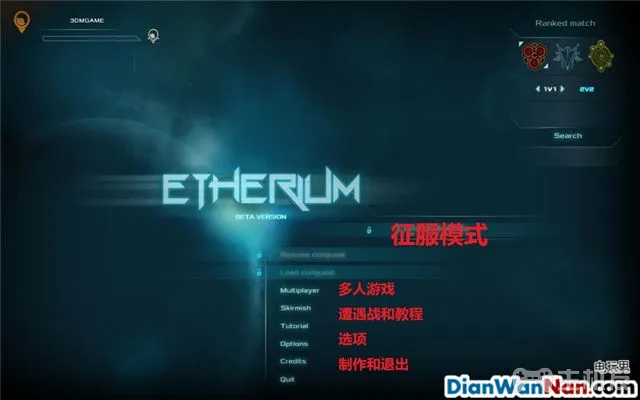 3DMGAME
Ranked match
1V1
2V2
Search
ETHERIUM
BETA VERSION
征服模式
Resume conquest
Load conquest
Multiplayer 多人游戏
Skirmish 遭遇战和教程
Tutorial
Options 选项
Credits 制作和退出
Quit
电玩男
DianWanNan.com